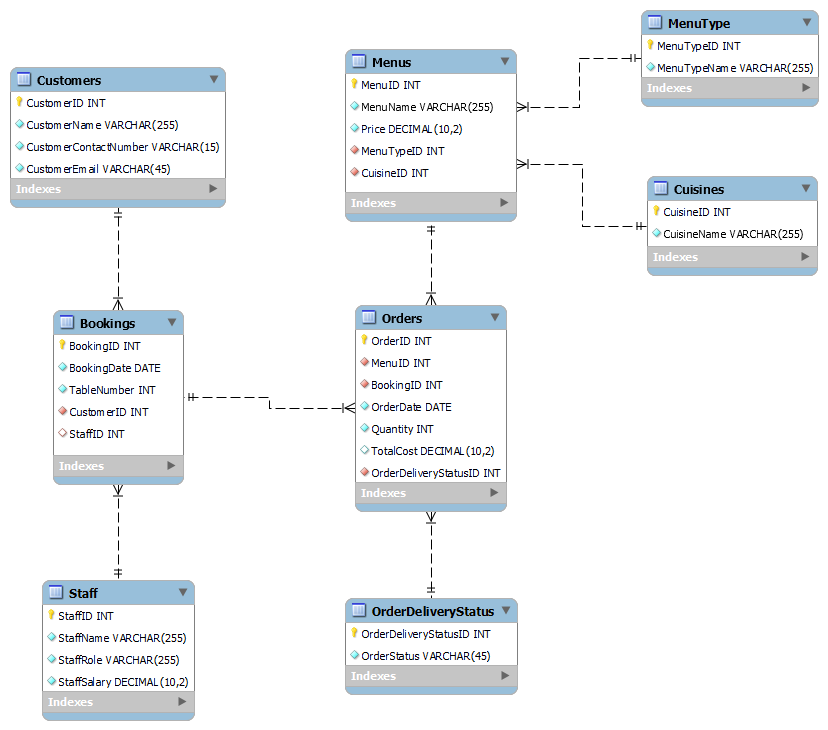 MenuType
MenuTypeID INT
MenuTypeName VARCHAR(255)
Indexes
Menus
MenuID INT
MenuName VARCHAR(255)
Price DECIMAL(10,2)
MenuTypeID INT
CuisineID INT
Indexes
Customers
CustomerID INT
CustomerName VARCHAR(255)
CustomerContactNumber VARCHAR(15)
CustomerEmail VARCHAR(45)
Indexes
Cuisines
CuisineID INT
CuisineName VARCHAR(255)
Indexes
Bookings
BookingID INT
BookingDate DATE
TableNumber INT
CustomerID INT
StaffID INT
Indexes
Orders
OrderID INT
MenuID INT
BookingID INT
OrderDate DATE
Quantity INT
TotalCost DECIMAL(10,2)
OrderDeliveryStatusID INT
Indexes
Staff
StaffID INT
StaffName VARCHAR(255)
StaffRole VARCHAR(255)
StaffSalary DECIMAL(10,2)
Indexes
OrderDeliveryStatus
OrderDeliveryStatusID INT
OrderStatus VARCHAR(45)
Indexes